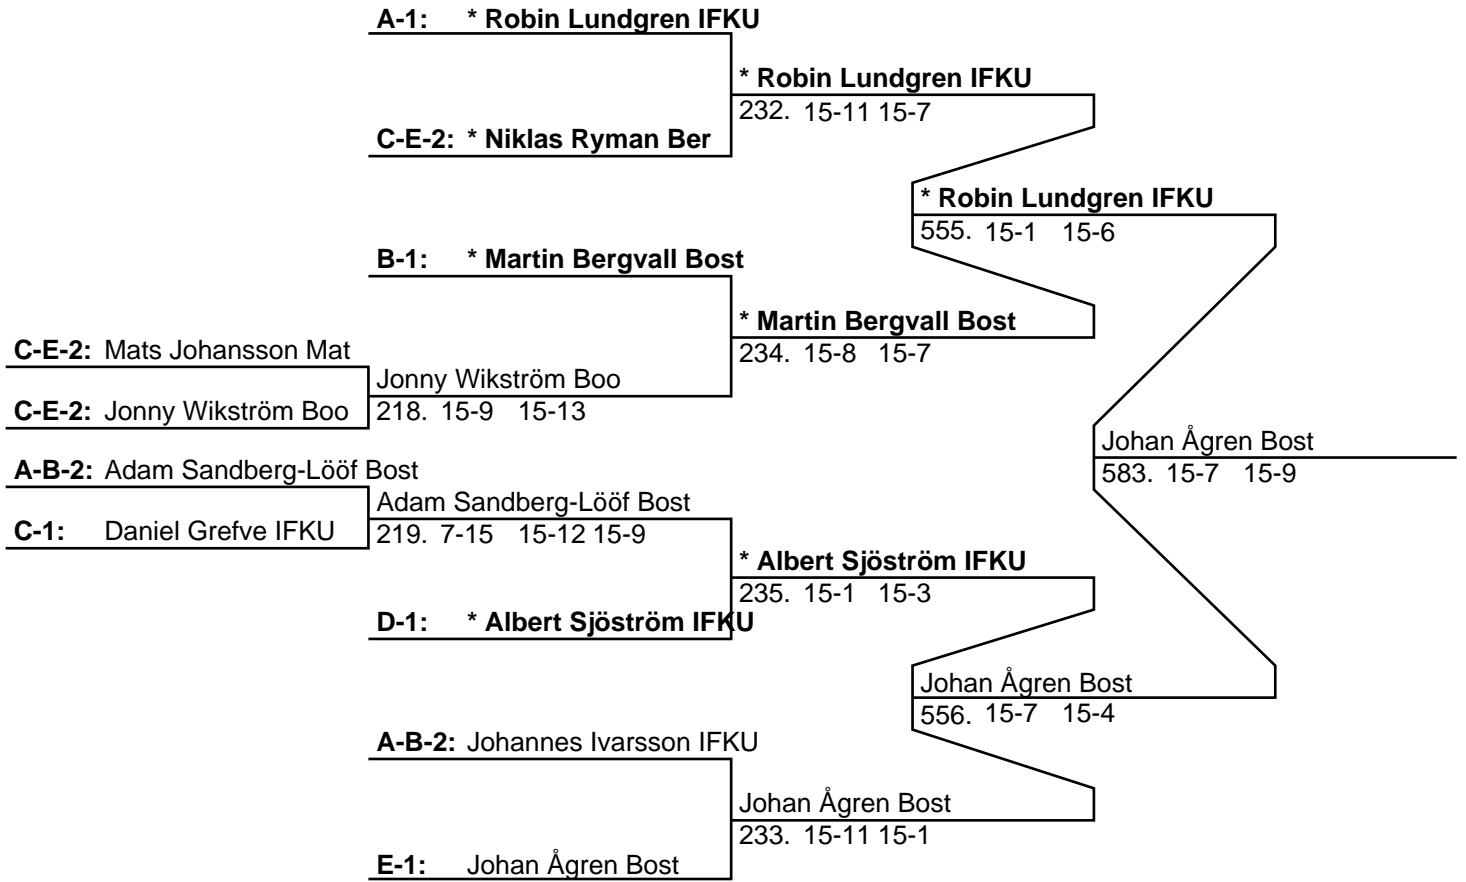 A-1: * Robin Lundgren IFKU
* Robin Lundgren IFKU
232. 15-11 15-7
C-E-2: * Niklas Ryman Ber
* Robin Lundgren IFKU
555. 15-1 15-6
B-1: * Martin Bergvall Bost
* Martin Bergvall Bost
234. 15-8 15-7
C-E-2: Mats Johansson Mat
Jonny Wikström Boo
218. 15-9 15-13
C-E-2: Jonny Wikström Boo
Johan Ågren Bost
583. 15-7 15-9
A-B-2: Adam Sandberg-Lööf Bost
Adam Sandberg-Lööf Bost
219. 7-15 15-12 15-9
C-1: Daniel Grefve IFKU
* Albert Sjöström IFKU
235. 15-1 15-3
D-1: * Albert Sjöström IFKU
Johan Ågren Bost
556. 15-7 15-4
A-B-2: Johannes Ivarsson IFKU
Johan Ågren Bost
233. 15-11 15-1
E-1: Johan Ågren Bost